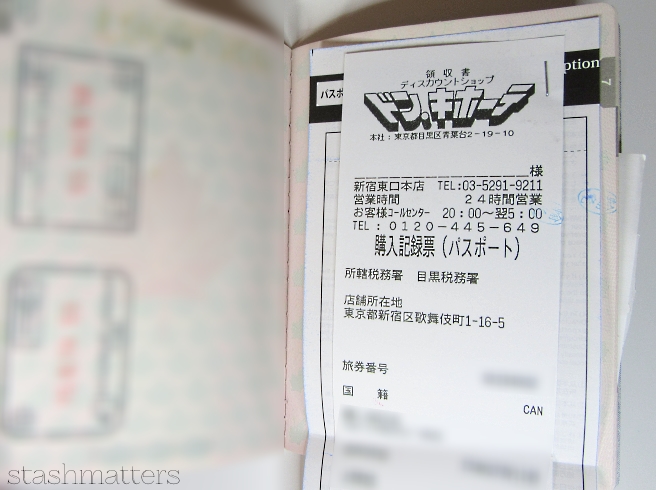 ption
7
パスポ
領収書
ディスカウントショップ
ドン.キホーテ
本社:東京都目黒区青葉台2-19-10
様
新宿東口本店 TEL:03-5291-9211
営業時間 24時間営業
お客様コールセンター 20:00~翌5:00
TEL : 0120-445-649
購入記録票(パスポート)
所轄税務署 目黒税務署
店舗所在地
東京都新宿区歌舞伎町1-16-5
旅券番号
国 籍
CAN
stashmatters